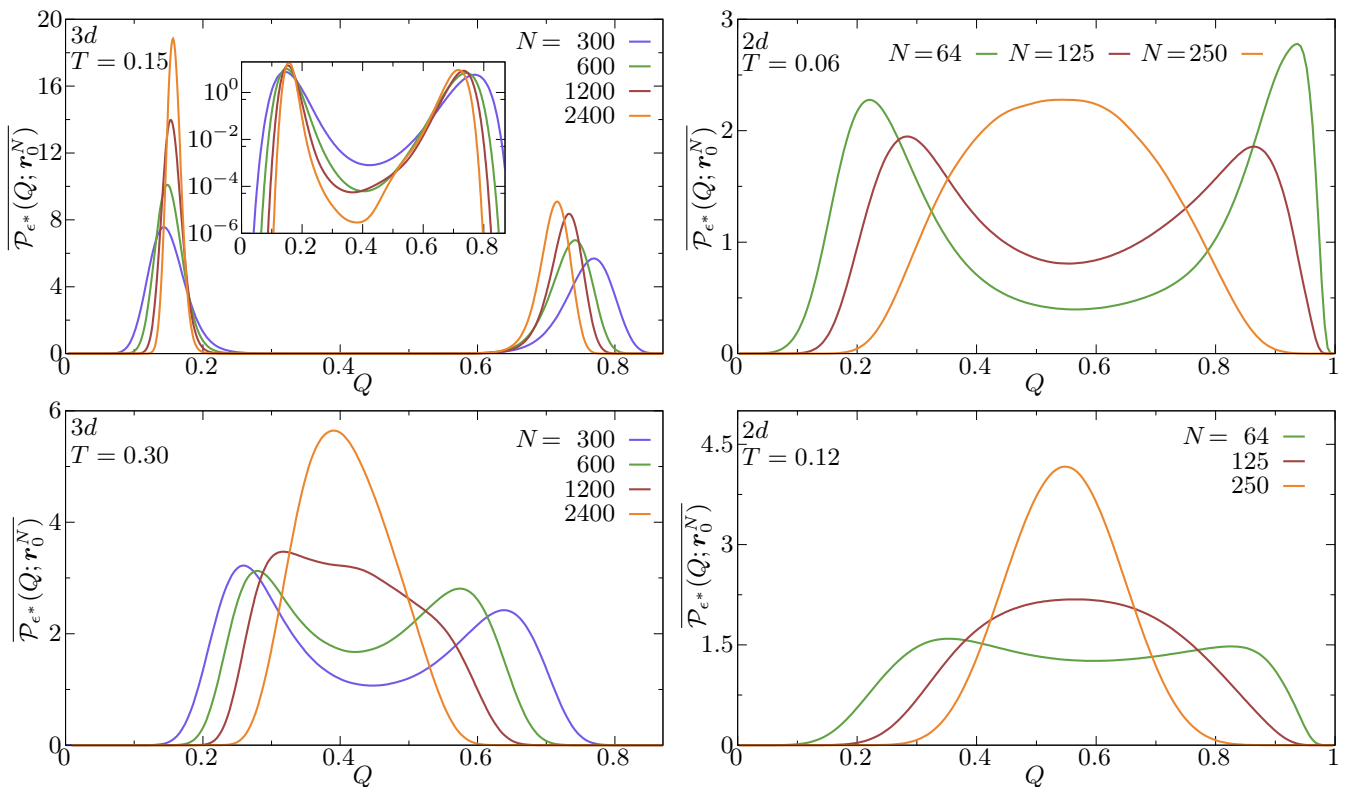 3d
T = 0.15
N = 300
600
1200
2400
20
16
12
8
4
0
10^0
10^{-2}
10^{-4}
10^{-6}
0 0.2 0.4 0.6 0.8
0 0.2 0.4 0.6 0.8
Q
\overline{\mathcal{P}_{\epsilon^*}(Q; \boldsymbol{r}_0^N)}
2d
T = 0.06
N = 64 N = 125 N = 250
3
2
1
0
0 0.2 0.4 0.6 0.8 1
Q
\overline{\mathcal{P}_{\epsilon^*}(Q; \boldsymbol{r}_0^N)}
3d
T = 0.30
N = 300
600
1200
2400
6
4
2
0
0 0.2 0.4 0.6 0.8
Q
\overline{\mathcal{P}_{\epsilon^*}(Q; \boldsymbol{r}_0^N)}
2d
T = 0.12
N = 64
125
250
4.5
3
1.5
0
0 0.2 0.4 0.6 0.8 1
Q
\overline{\mathcal{P}_{\epsilon^*}(Q; \boldsymbol{r}_0^N)}